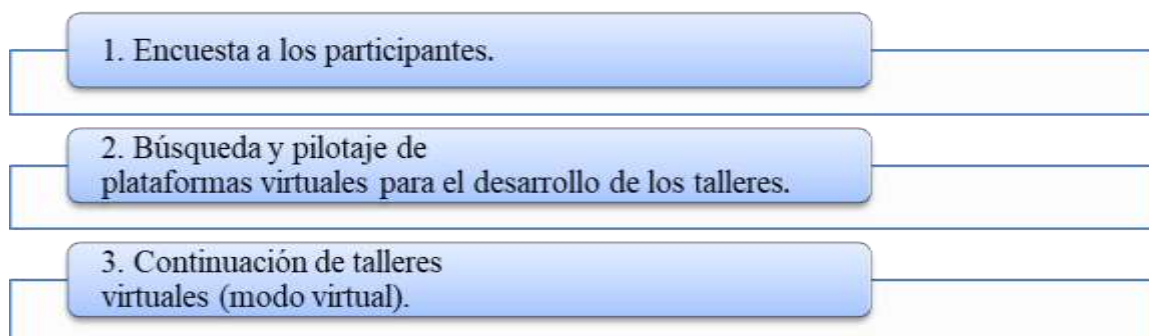 1. Encuesta a los participantes.
2. Búsqueda y pilotaje de
plataformas virtuales para el desarrollo de los talleres.
3. Continuación de talleres
virtuales (modo virtual).